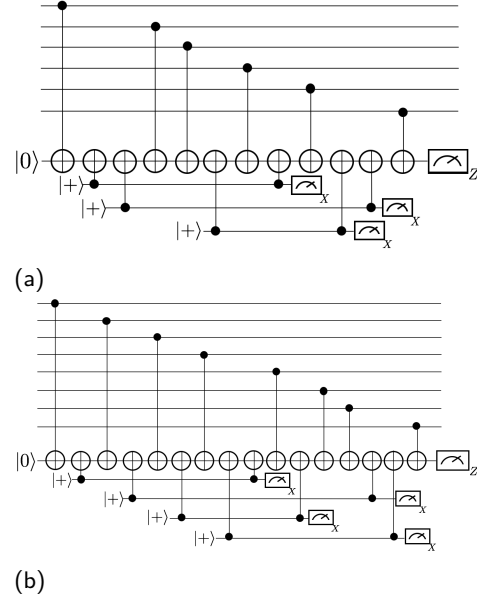 |0⟩ Z
|+⟩ X
|+⟩ X
|+⟩ X
(a)
|0⟩ Z
|+⟩ X
|+⟩ X
|+⟩ X
|+⟩ X
(b)